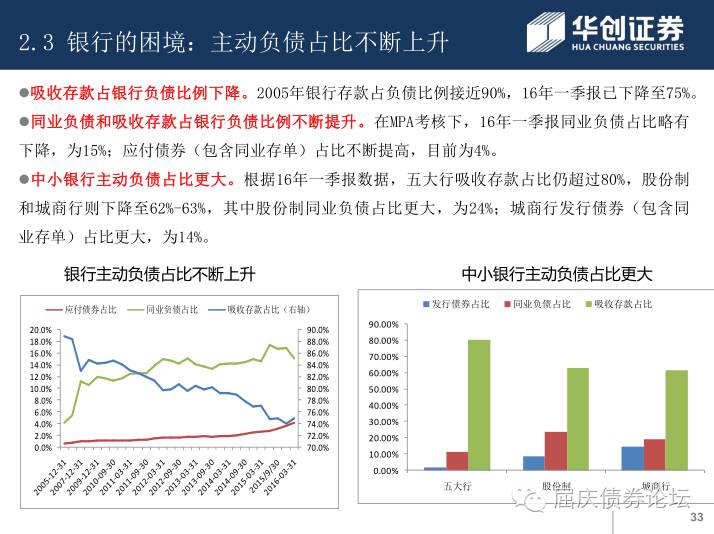 2.3 银行的困境：主动负债占比不断上升
华创证券
HUA CHUANG SECURITIES
●吸收存款占银行负债比例下降。2005年银行存款占负债比例接近90%，16年一季报已下降至75%。
●同业负债和吸收存款占银行负债比例不断提升。在MPA考核下，16年一季报同业负债占比略有
下降，为15%；应付债券（包含同业存单）占比不断提高，目前为4%。
●中小银行主动负债占比更大。根据16年一季报数据，五大行吸收存款占比仍超过80%，股份制
和城商行则下降至62%-63%，其中股份制同业负债占比更大，为24%；城商行发行债券（包含同
业存单）占比更大，为14%。
银行主动负债占比不断上升
应付债券占比 同业负债占比 吸收存款占比（右轴）
20.0% 90.0%
18.0% 88.0%
16.0% 86.0%
14.0% 84.0%
12.0% 82.0%
10.0% 80.0%
8.0% 78.0%
6.0% 76.0%
4.0% 74.0%
2.0% 72.0%
0.0% 70.0%
2005-12-31 2007-12-31 2009-12-31 2010-09-30 2011-03-31 2011-09-30 2012-03-31 2012-09-30 2013-03-31 2013-09-30 2014-03-31 2014-09-30 2015-03-31 2015/9/30 2016-03-31
中小银行主动负债占比更大
发行债券占比 同业负债占比 吸收存款占比
90.00%
80.00%
70.00%
60.00%
50.00%
40.00%
30.00%
20.00%
10.00%
0.00%
五大行 股份制 城商行
屈庆债券论坛
33